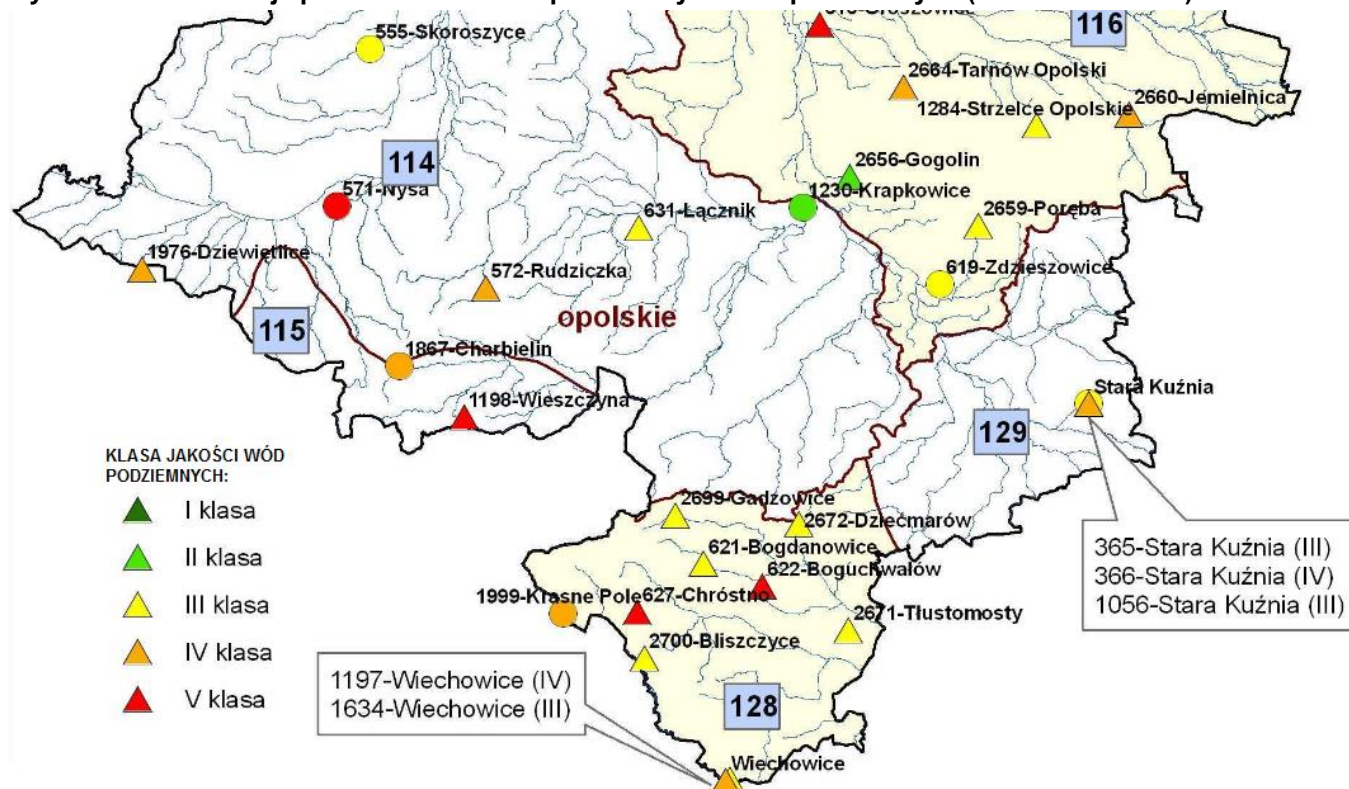 116
555-Skoroszyce
2664-Tarnów Opolski
2660-Jemielnica
1284-Strzelce Opolskie
114
2656-Gogolin
571-Nysa
1230-Krapkowice
631-Łącznik
2659-Poręba
1976-Dziewiętlice
619-Zdzieszowice
572-Rudziczka
opolskie
115
1867-Charbielin
Stara Kuźnia
1198-Wieszczyna
129
KLASA JAKOŚCI WÓD
PODZIEMNYCH:
I klasa
II klasa
III klasa
IV klasa
V klasa
2699-Gadzowice
2672-Dziećmarów
621-Bogdanowice
622-Boguchwałów
365-Stara Kuźnia (III)
366-Stara Kuźnia (IV)
1056-Stara Kuźnia (III)
1999-Krasne Pole
627-Chróstno
2671-Tłustomosty
2700-Bliszczyce
1197-Wiechowice (IV)
1634-Wiechowice (III)
128
Wiechowice